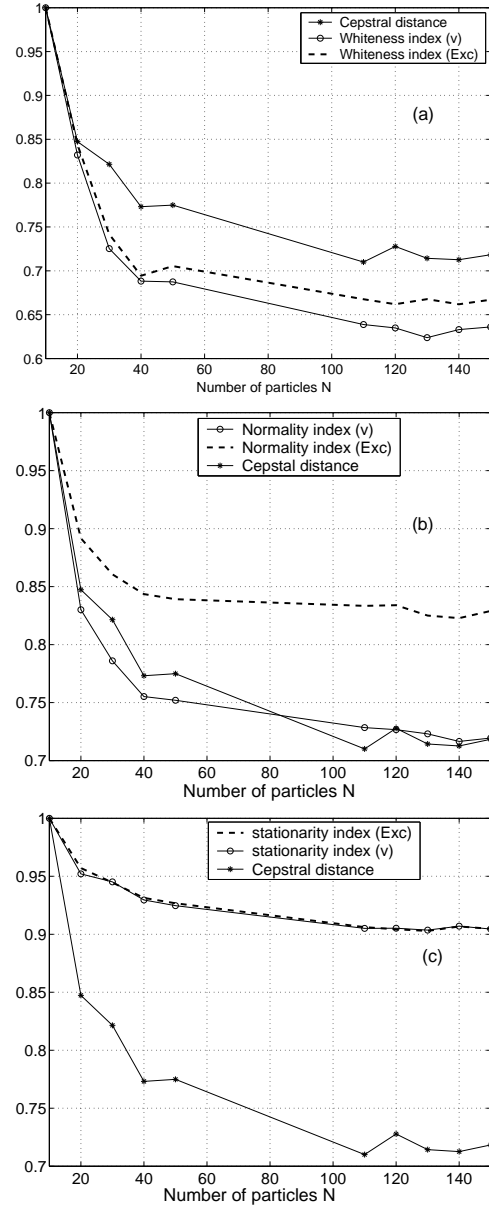 1
0.95
0.9
0.85
0.8
0.75
0.7
0.65
0.6
Cepstral distance
Whiteness index (v)
Whiteness index (Exc)
(a)
20 40 60 80 100 120 140
Number of particles N
1
0.95
0.9
0.85
0.8
0.75
0.7
Normality index (v)
Normality index (Exc)
Cepstal distance
(b)
20 40 60 80 100 120 140
Number of particles N
1
0.95
0.9
0.85
0.8
0.75
0.7
stationarity index (Exc)
stationarity index (v)
Cepstral distance
(c)
20 40 60 80 100 120 140
Number of particles N